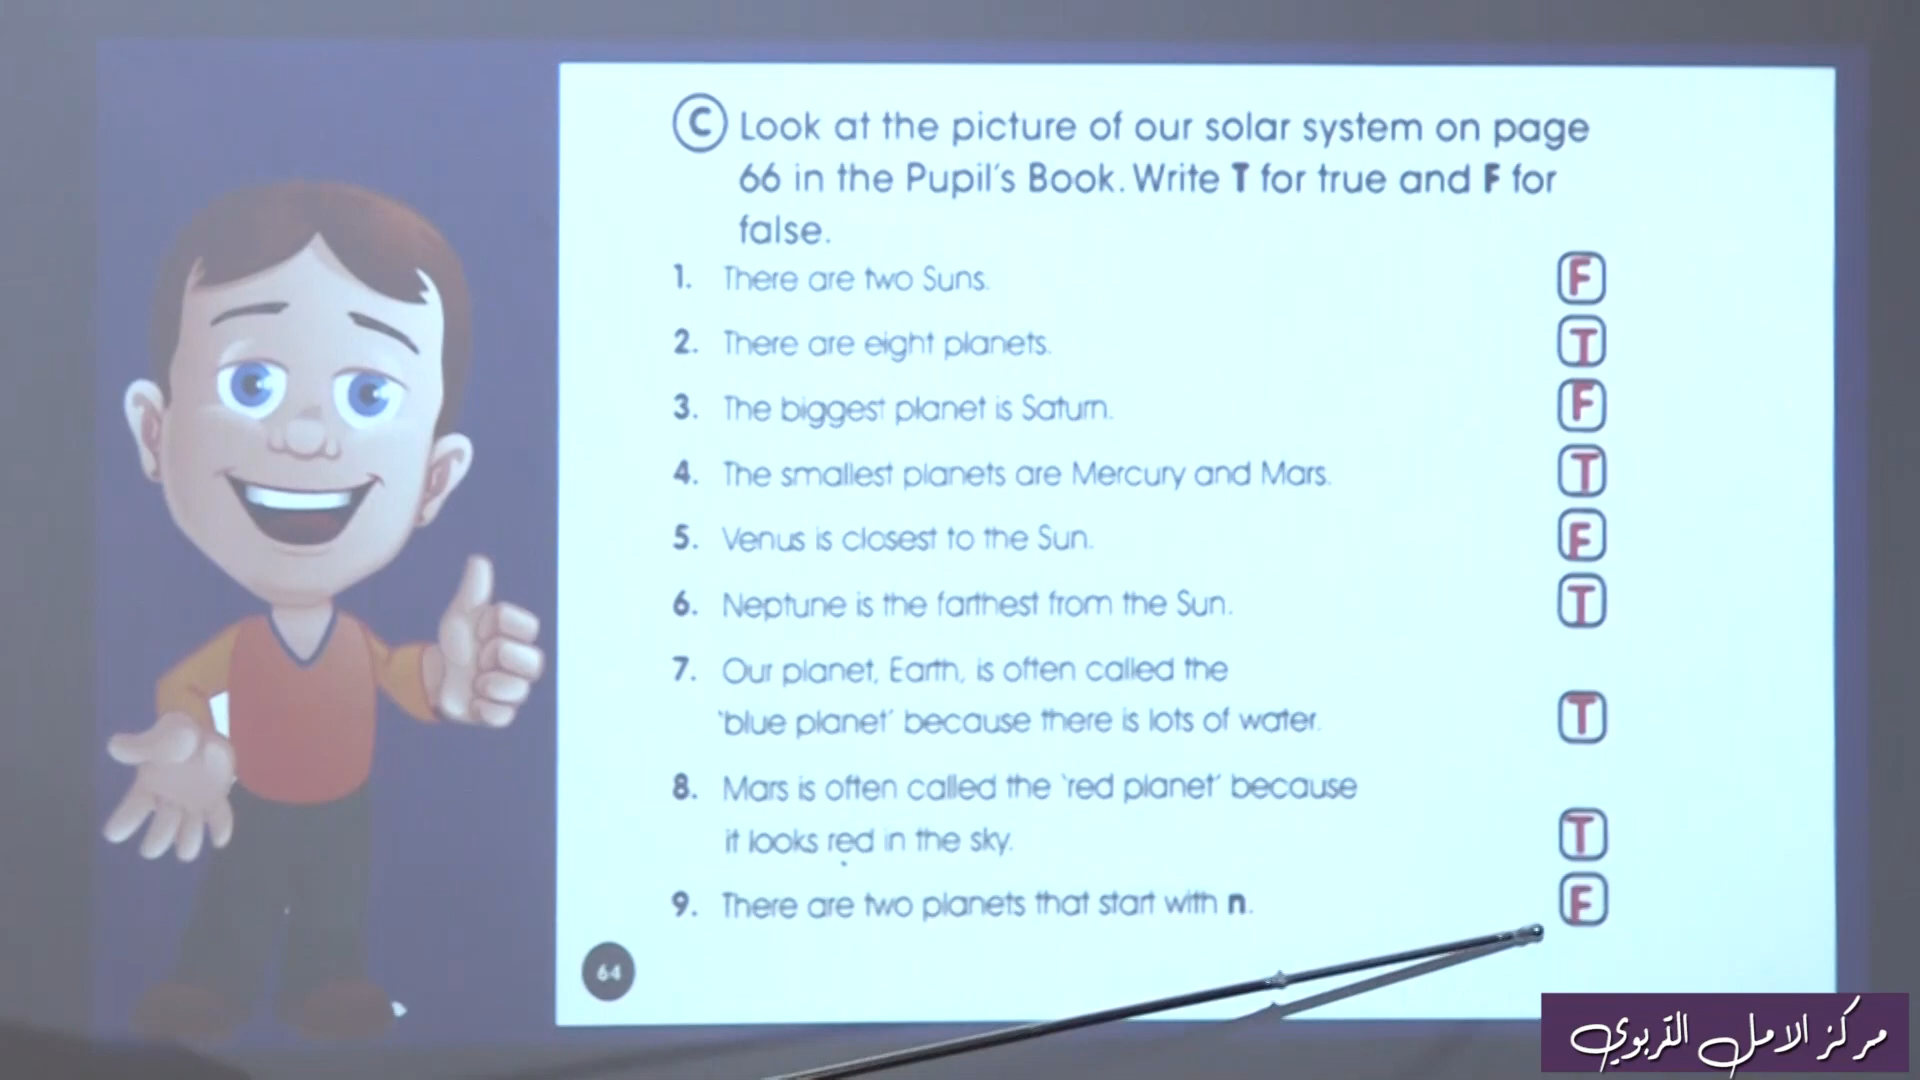 C Look at the picture of our solar system on page
66 in the Pupil's Book. Write T for true and F for
false.
1. There are two Suns. F
2. There are eight planets. T
3. The biggest planet is Saturn. F
4. The smallest planets are Mercury and Mars. T
5. Venus is closest to the Sun. F
6. Neptune is the farthest from the Sun. T
7. Our planet, Earth, is often called the
'blue planet' because there is lots of water. T
8. Mars is often called the 'red planet' because
it looks red in the sky. T
9. There are two planets that start with n. F
64
مركز الامل التربوي